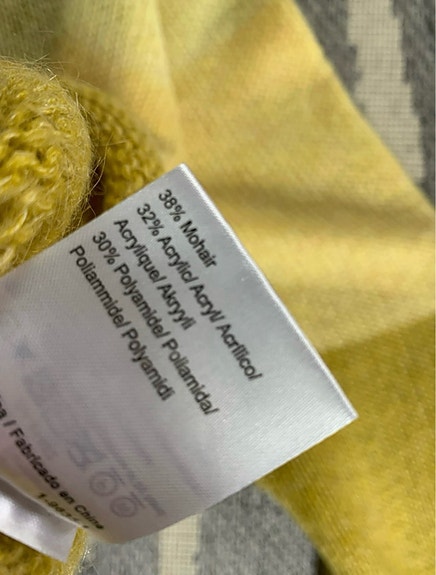 38% Mohair
32% Acrylic/ Acryl/ Acrílico/
Acrylique/ Akryyli
30% Polyamide/ Poliamida/
Poliammide/ Polyamidi
/ Fabricado en China